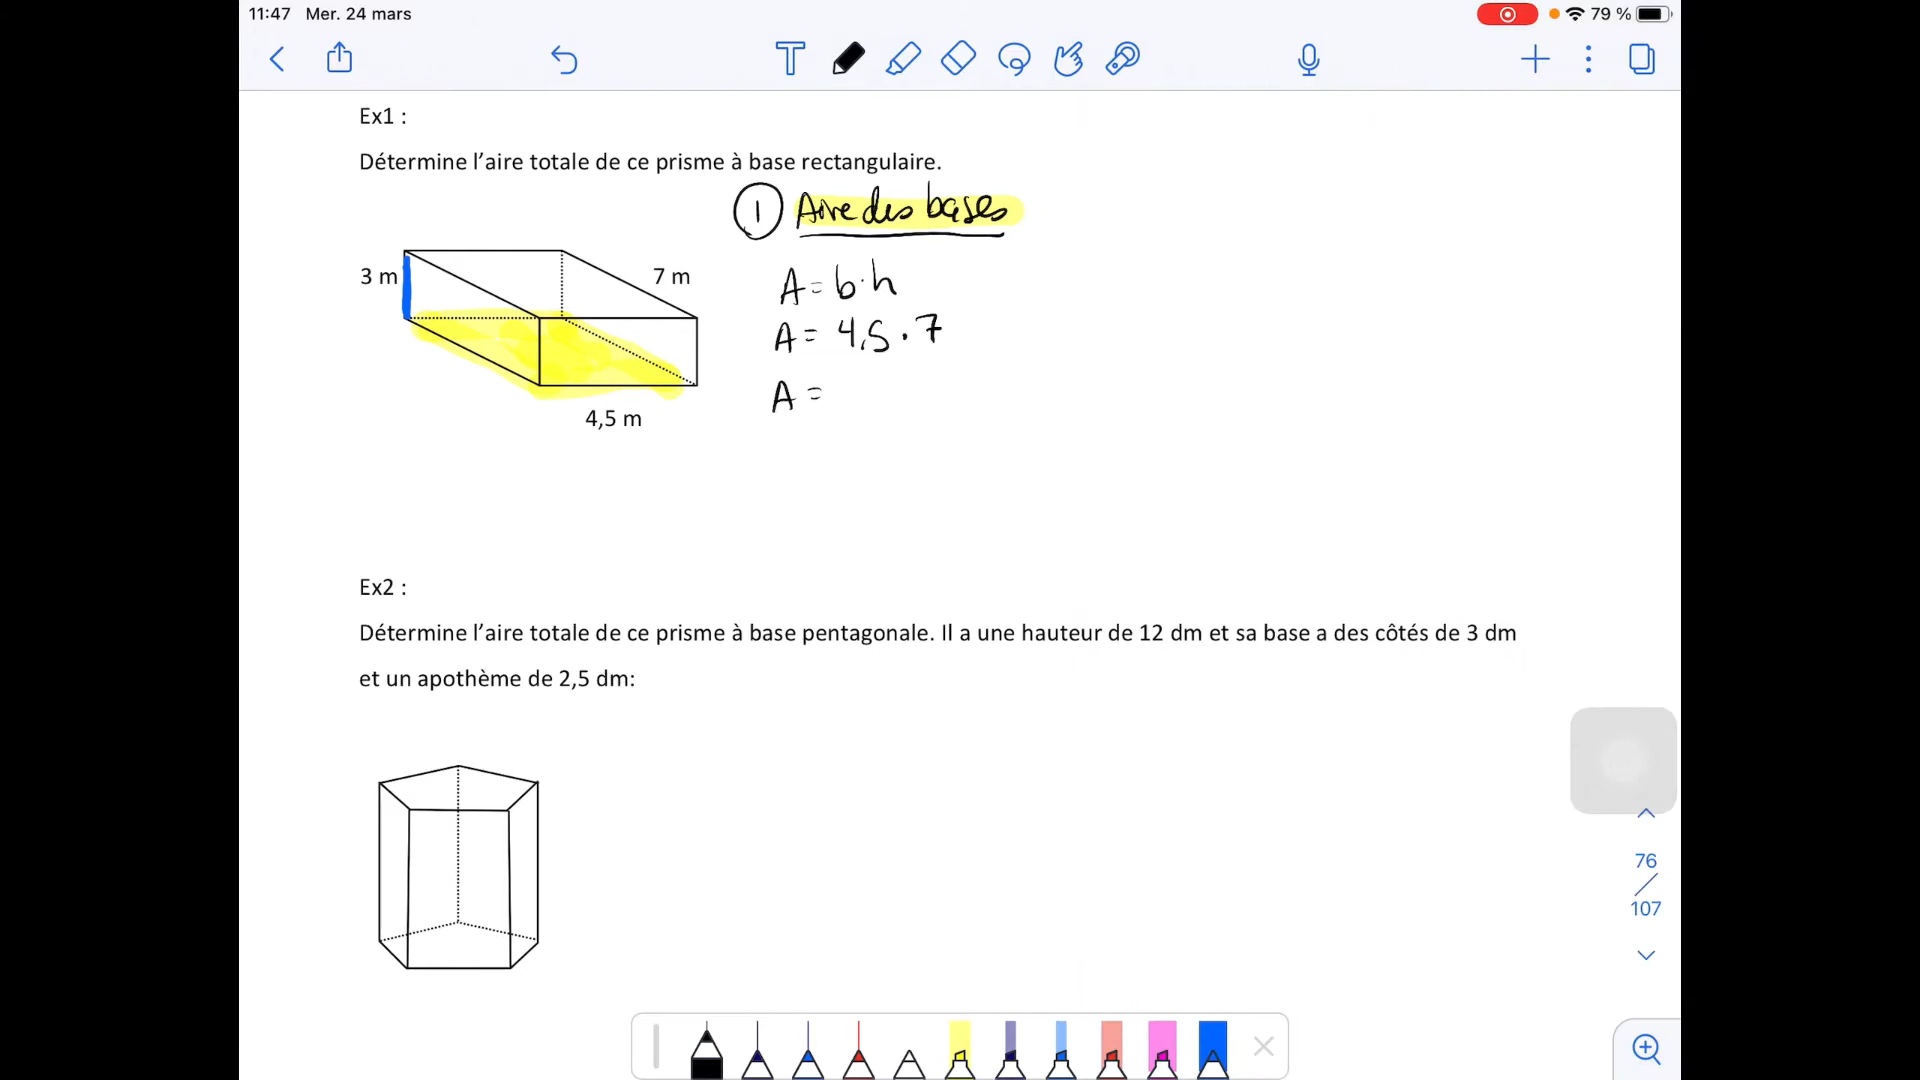 11:47 Mer. 24 mars
79 %
Ex1 :
Détermine l'aire totale de ce prisme à base rectangulaire.
1 Aire des bases
3 m
7 m
A = b·h
A = 4,5 · 7
A =
4,5 m
Ex2 :
Détermine l'aire totale de ce prisme à base pentagonale. Il a une hauteur de 12 dm et sa base a des côtés de 3 dm
et un apothème de 2,5 dm:
76
107